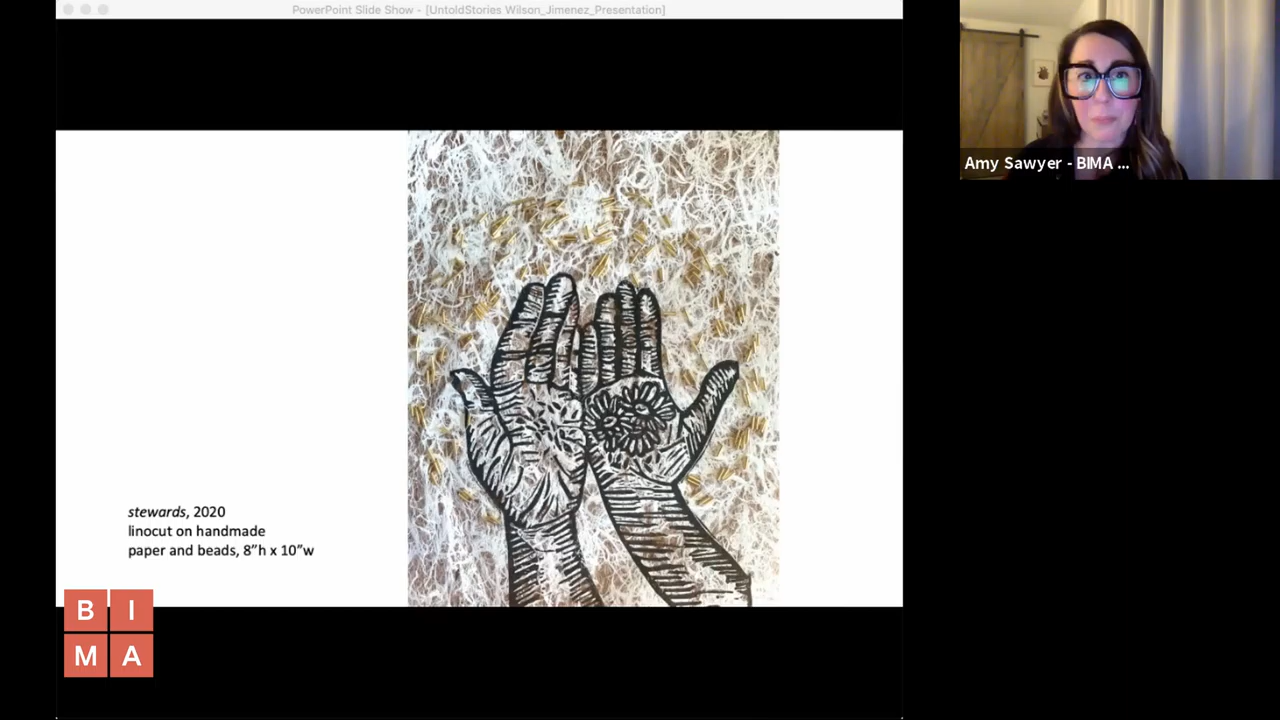 PowerPoint Slide Show - [UntoldStories Wilson_Jimenez_Presentation]
Amy Sawyer - BIMA ...
stewards, 2020
linocut on handmade
paper and beads, 8”h x 10”w
B I
M A